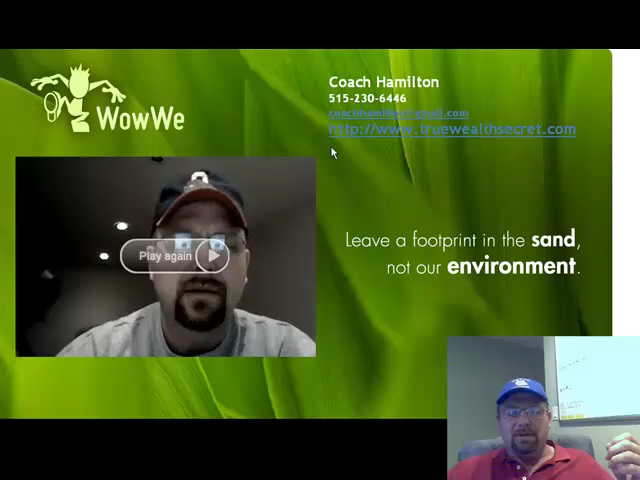 WowWe
Coach Hamilton
515-230-6446
http://www.truewealthsecret.com
Play again
Leave a footprint in the sand,
not our environment.